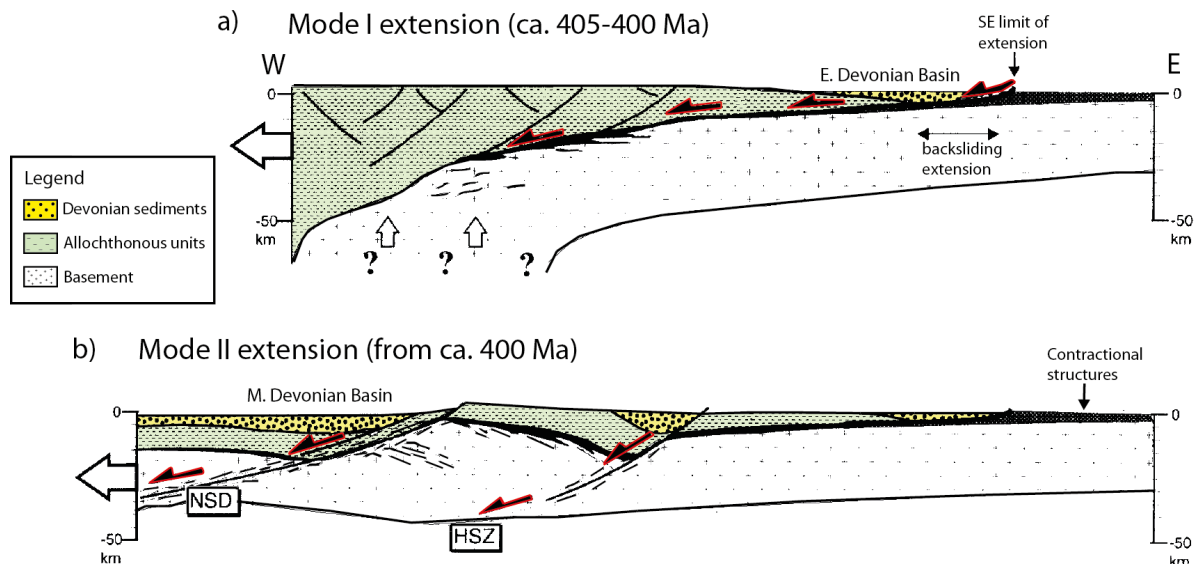 a) Mode I extension (ca. 405-400 Ma)
SE limit of
extension
W
E
E. Devonian Basin
0
0
backsliding
extension
Legend
Devonian sediments
Allochthonous units
Basement
-50
km
-50
km
? ? ?
b) Mode II extension (from ca. 400 Ma)
Contractional
structures
M. Devonian Basin
0
0
NSD
HSZ
-50
km
-50
km